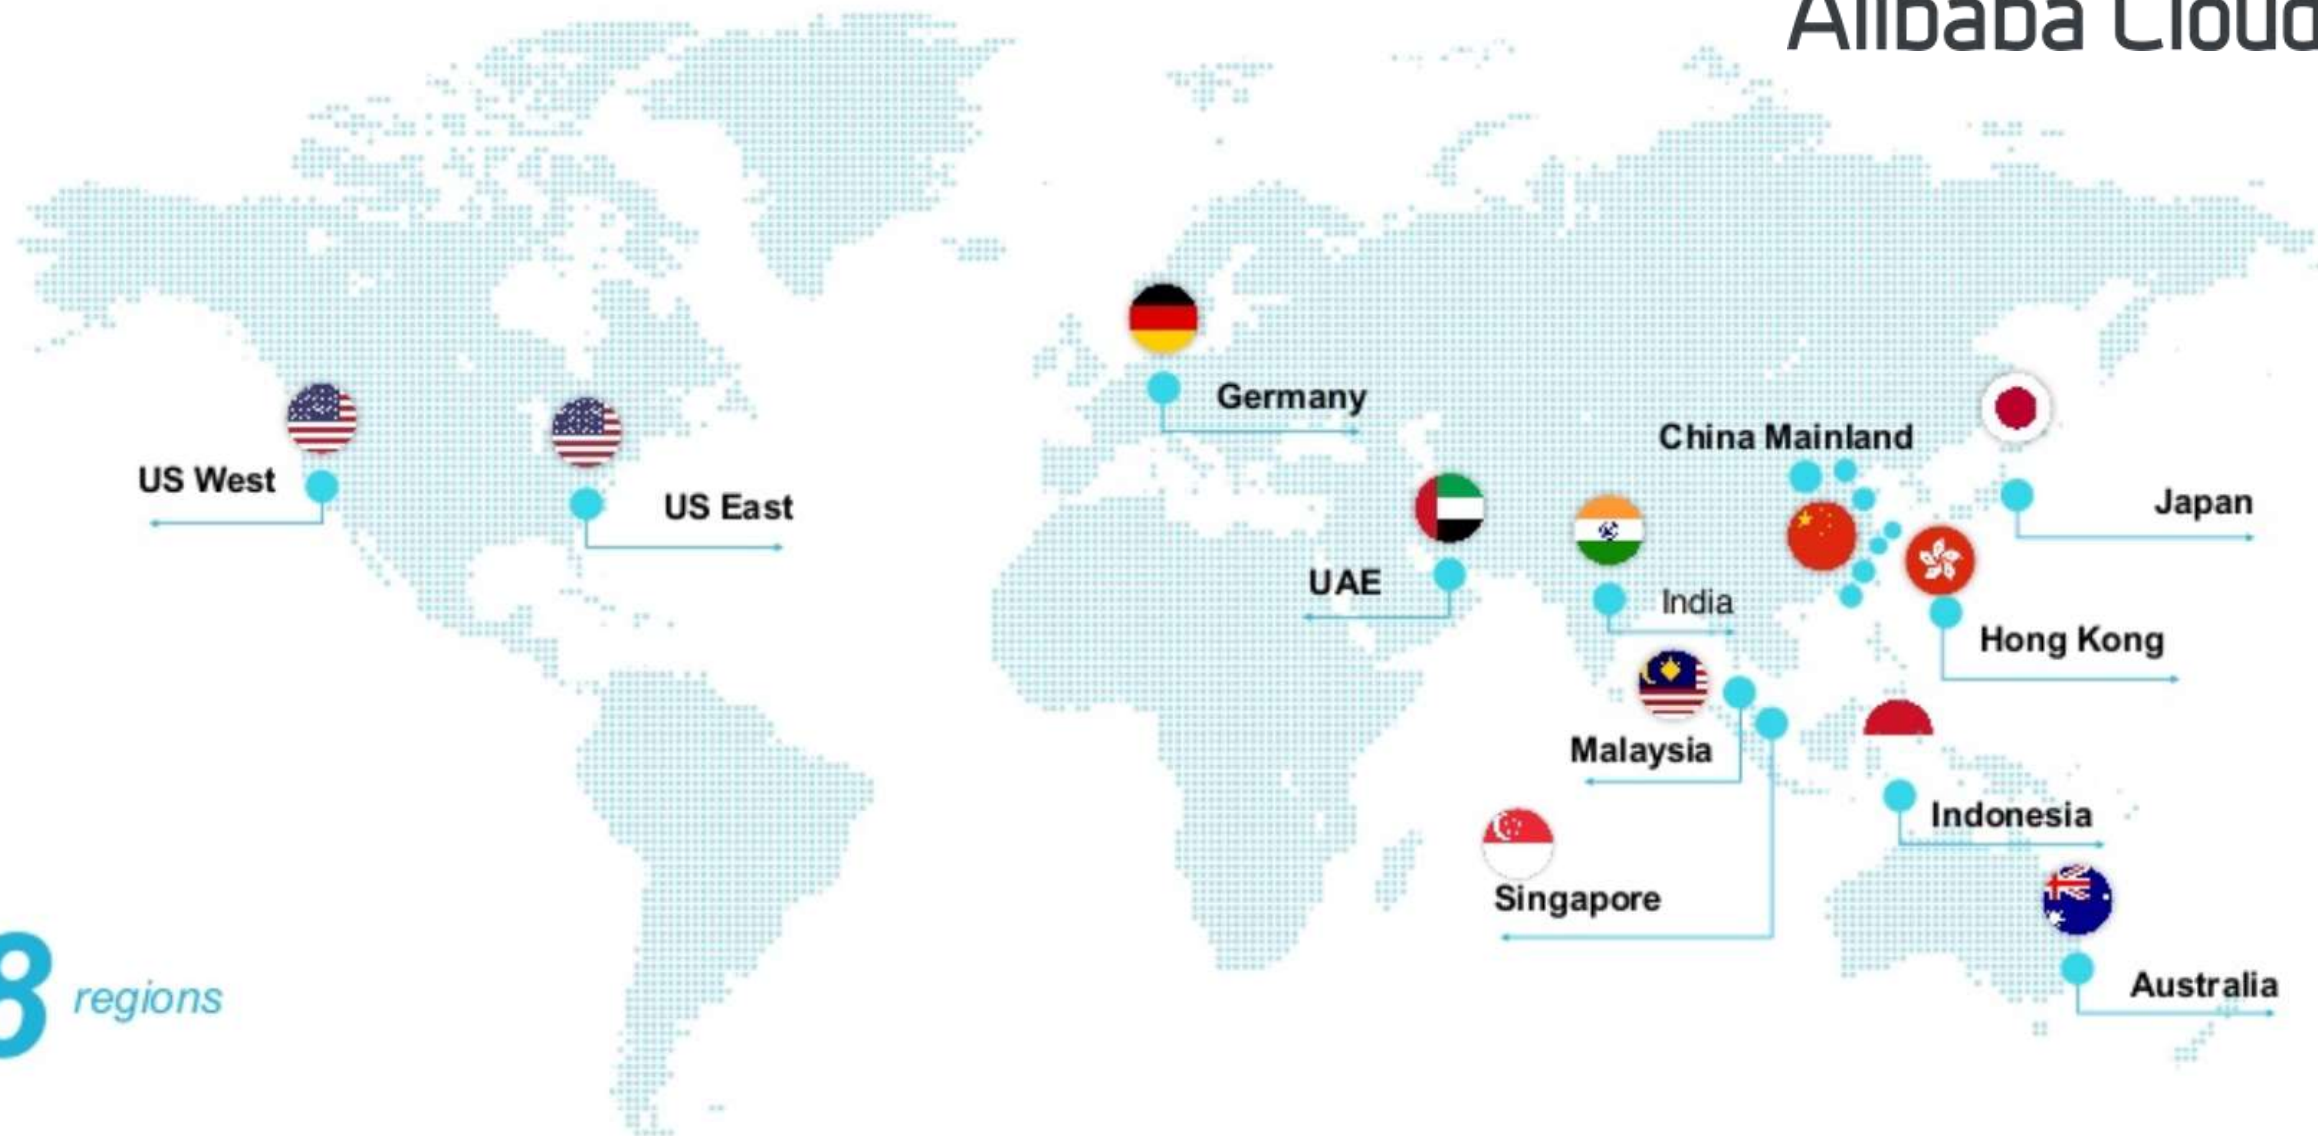 Alibaba Cloud
Germany
China Mainland
US West
US East
Japan
UAE
India
Hong Kong
Malaysia
Indonesia
Singapore
Australia
8 regions